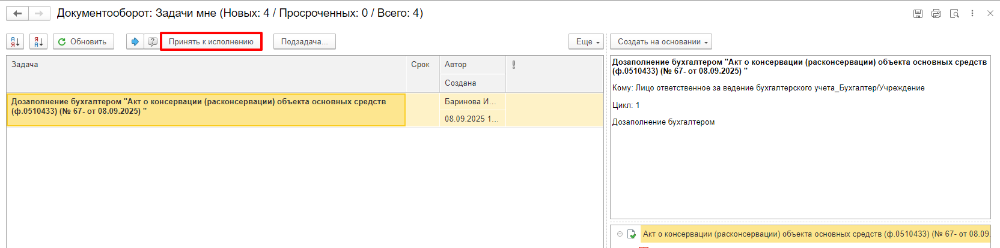 Документооборот: Задачи мне (Новых: 4 / Просроченных: 0 / Всего: 4)
А Я
Я А
Обновить
Принять к исполнению
Подзадача...
Еще
Создать на основании
Задача
Срок
Автор
Создана
Дозаполнение бухгалтером "Акт о консервации (расконсервации) объекта основных средств
(ф.0510433) (№ 67- от 08.09.2025) "
Баринова И...
08.09.2025 1...
Дозаполнение бухгалтером "Акт о консервации (расконсервации) объекта основных средств
(ф.0510433) (№ 67- от 08.09.2025) "
Кому: Лицо ответственное за ведение бухгалтерского учета_Бухгалтер/Учреждение
Цикл: 1
Дозаполнение бухгалтером
Акт о консервации (расконсервации) объекта основных средств (ф.0510433) (№ 67- от 08.09.